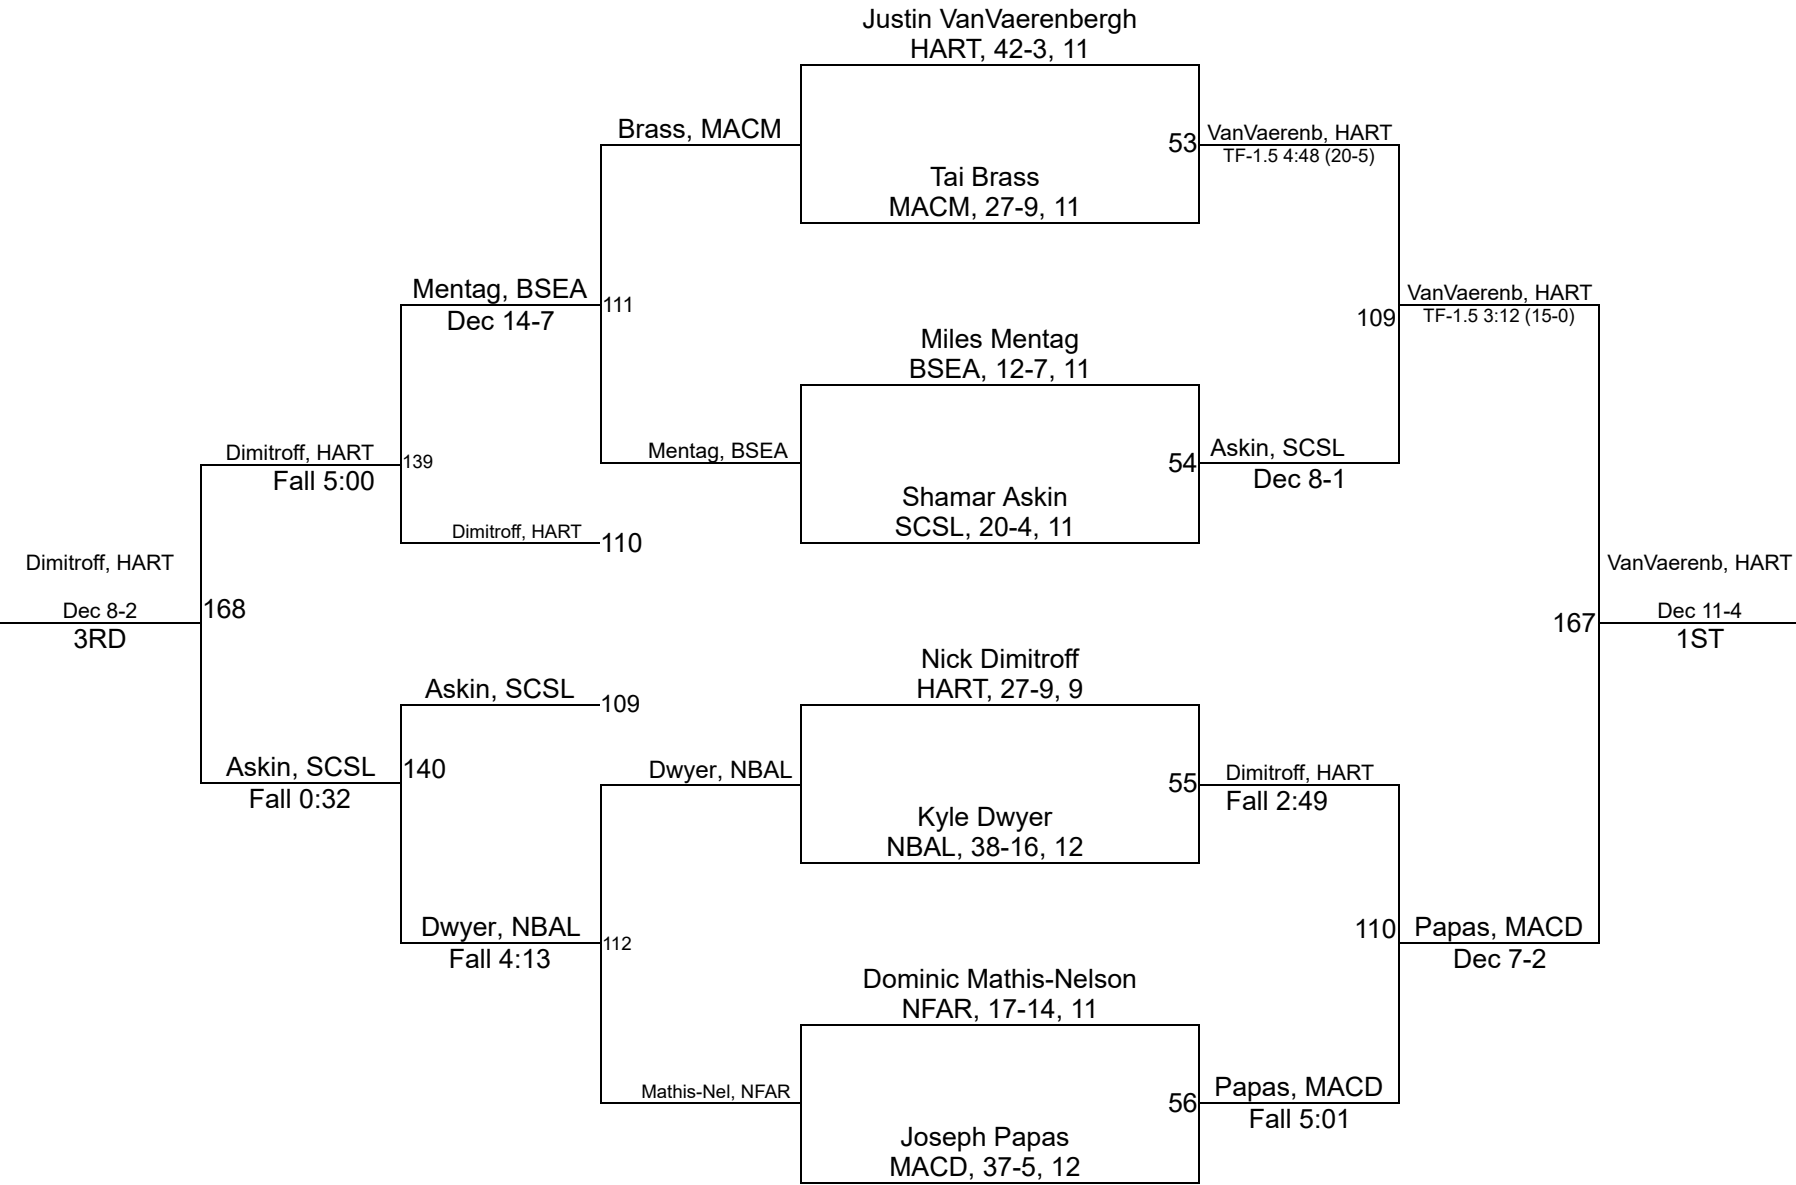 Justin VanVaerenbergh
HART, 42-3, 11
Brass, MACM
53
VanVaerenb, HART
TF-1.5 4:48 (20-5)
Tai Brass
MACM, 27-9, 11
Mentag, BSEA
Dec 14-7
111
VanVaerenb, HART
TF-1.5 3:12 (15-0)
109
Miles Mentag
BSEA, 12-7, 11
Mentag, BSEA
54
Askin, SCSL
Dec 8-1
Dimitroff, HART
Fall 5:00
139
Shamar Askin
SCSL, 20-4, 11
Dimitroff, HART
110
Dimitroff, HART
Dec 8-2
3RD
168
VanVaerenb, HART
Dec 11-4
1ST
167
Nick Dimitroff
HART, 27-9, 9
Askin, SCSL
109
Askin, SCSL
Fall 0:32
140
Dwyer, NBAL
55
Dimitroff, HART
Fall 2:49
Kyle Dwyer
NBAL, 38-16, 12
Dwyer, NBAL
Fall 4:13
112
110
Papas, MACD
Dec 7-2
Dominic Mathis-Nelson
NFAR, 17-14, 11
Mathis-Nel, NFAR
56
Papas, MACD
Fall 5:01
Joseph Papas
MACD, 37-5, 12